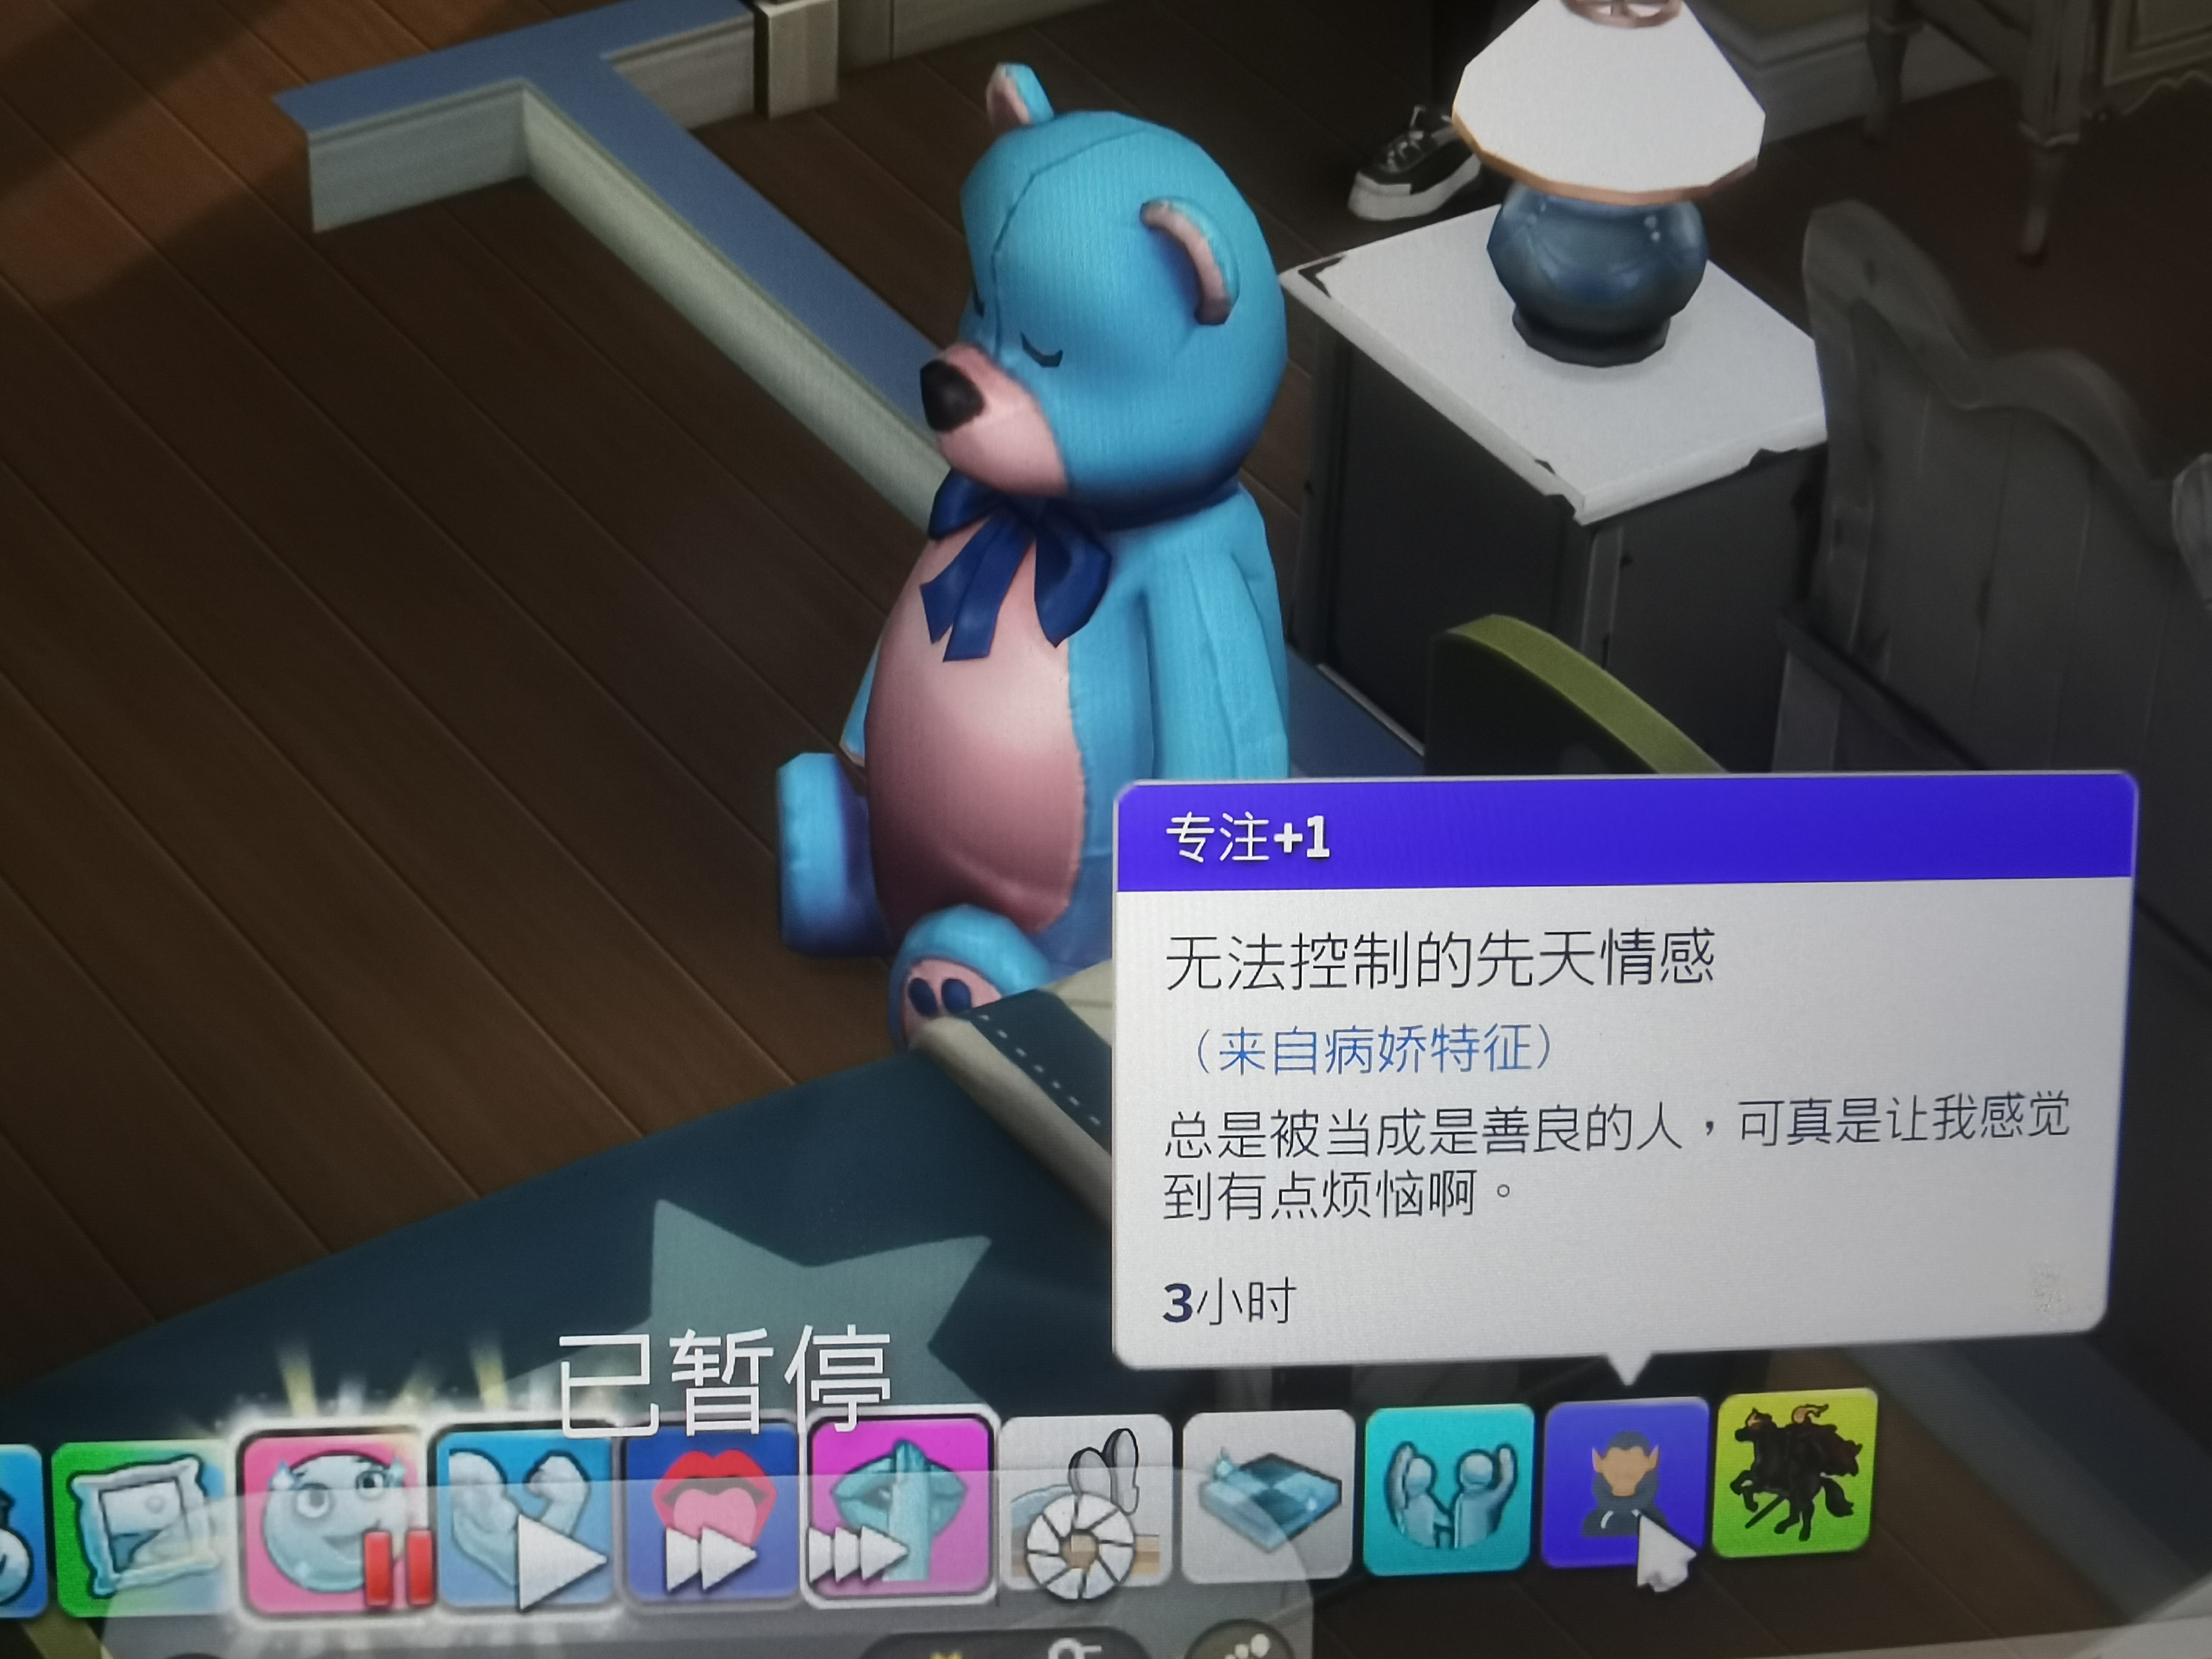 专注+1
无法控制的先天情感
（来自病娇特征）
总是被当成是善良的人，可真是让我感觉
到有点烦恼啊。
3小时
已暂停